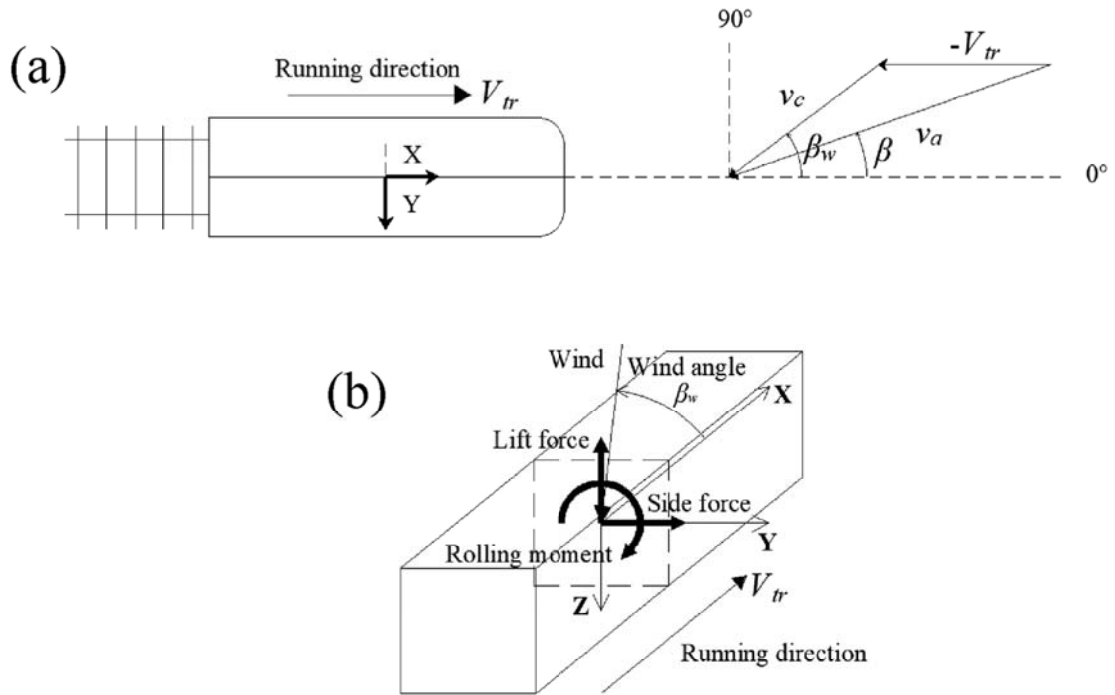 (a)
Running direction
V_tr
X
Y
90°
-V_tr
v_c
v_a
β_w
β
0°
(b)
Wind
Wind angle
β_w
X
Lift force
Side force
Y
Rolling moment
Z
V_tr
Running direction